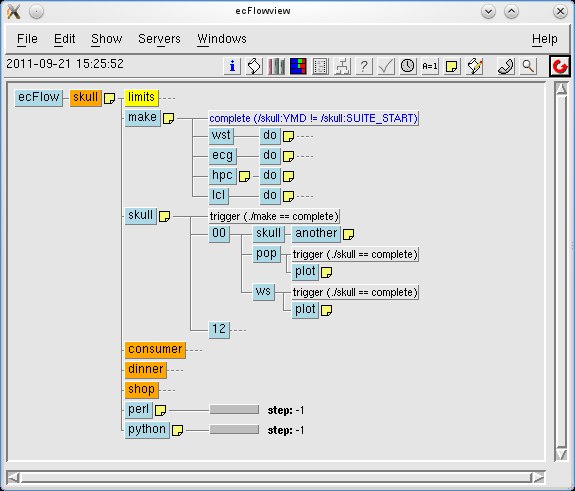 ecFlowview
File Edit Show Servers Windows Help
2011-09-21 15:25:52 i ? A=1
ecFlow skull limits
make complete (/skull:YMD != /skull:SUITE_START)
wst do
ecg do
hpc do
lcl do
skull trigger (./make == complete)
00 skull another
pop trigger (./skull == complete)
plot
ws trigger (./skull == complete)
plot
12
consumer
dinner
shop
perl step: -1
python step: -1